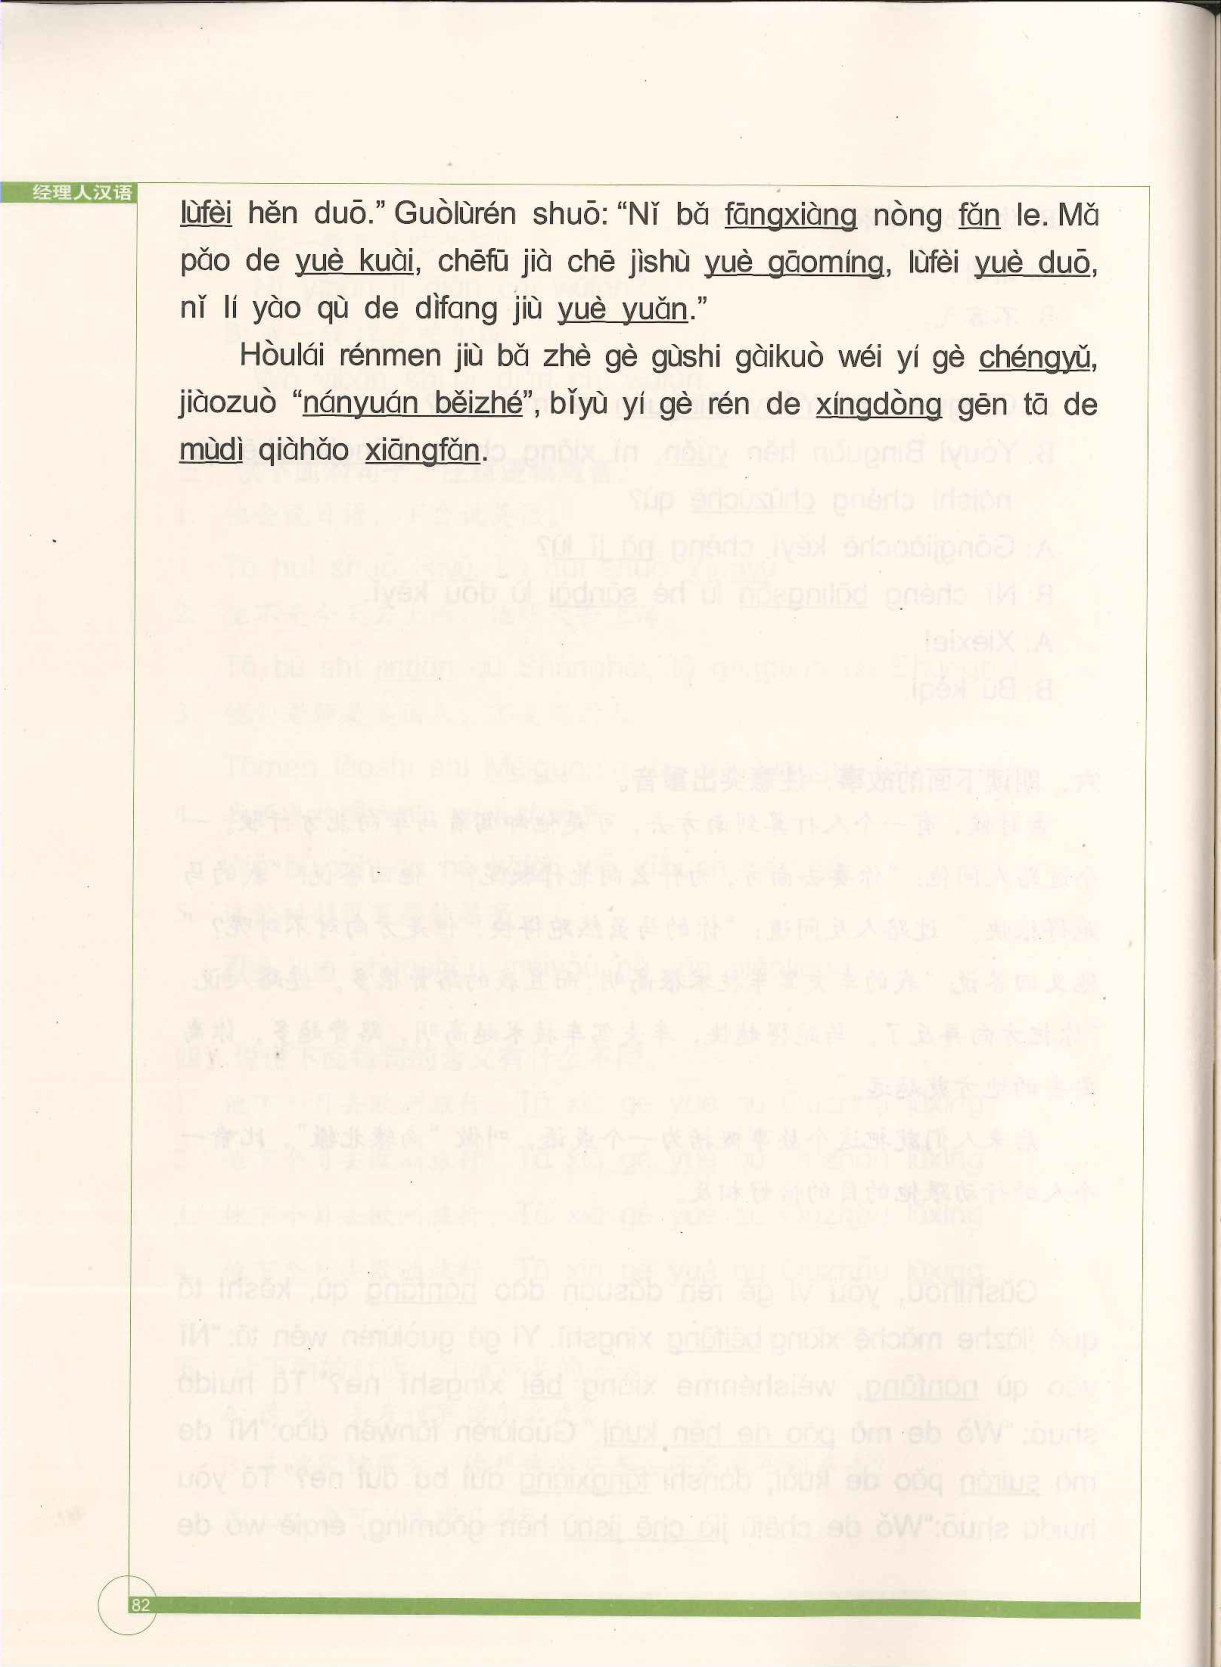 经理人汉语
lùfèi hěn duō.” Guòlùrén shuō: “Nǐ bǎ fāngxiàng nòng fǎn le. Mǎ
pǎo de yuè kuài, chēfū jià chē jìshù yuè gāomíng, lùfèi yuè duō,
nǐ lí yào qù de dìfang jiù yuè yuǎn.”
Hòulái rénmen jiù bǎ zhè gè gùshi gàikuò wéi yí gè chéngyǔ,
jiàozuò “nányuán běizhé”, bǐyù yí gè rén de xíngdòng gēn tā de
mùdì qiàhǎo xiāngfǎn.
82